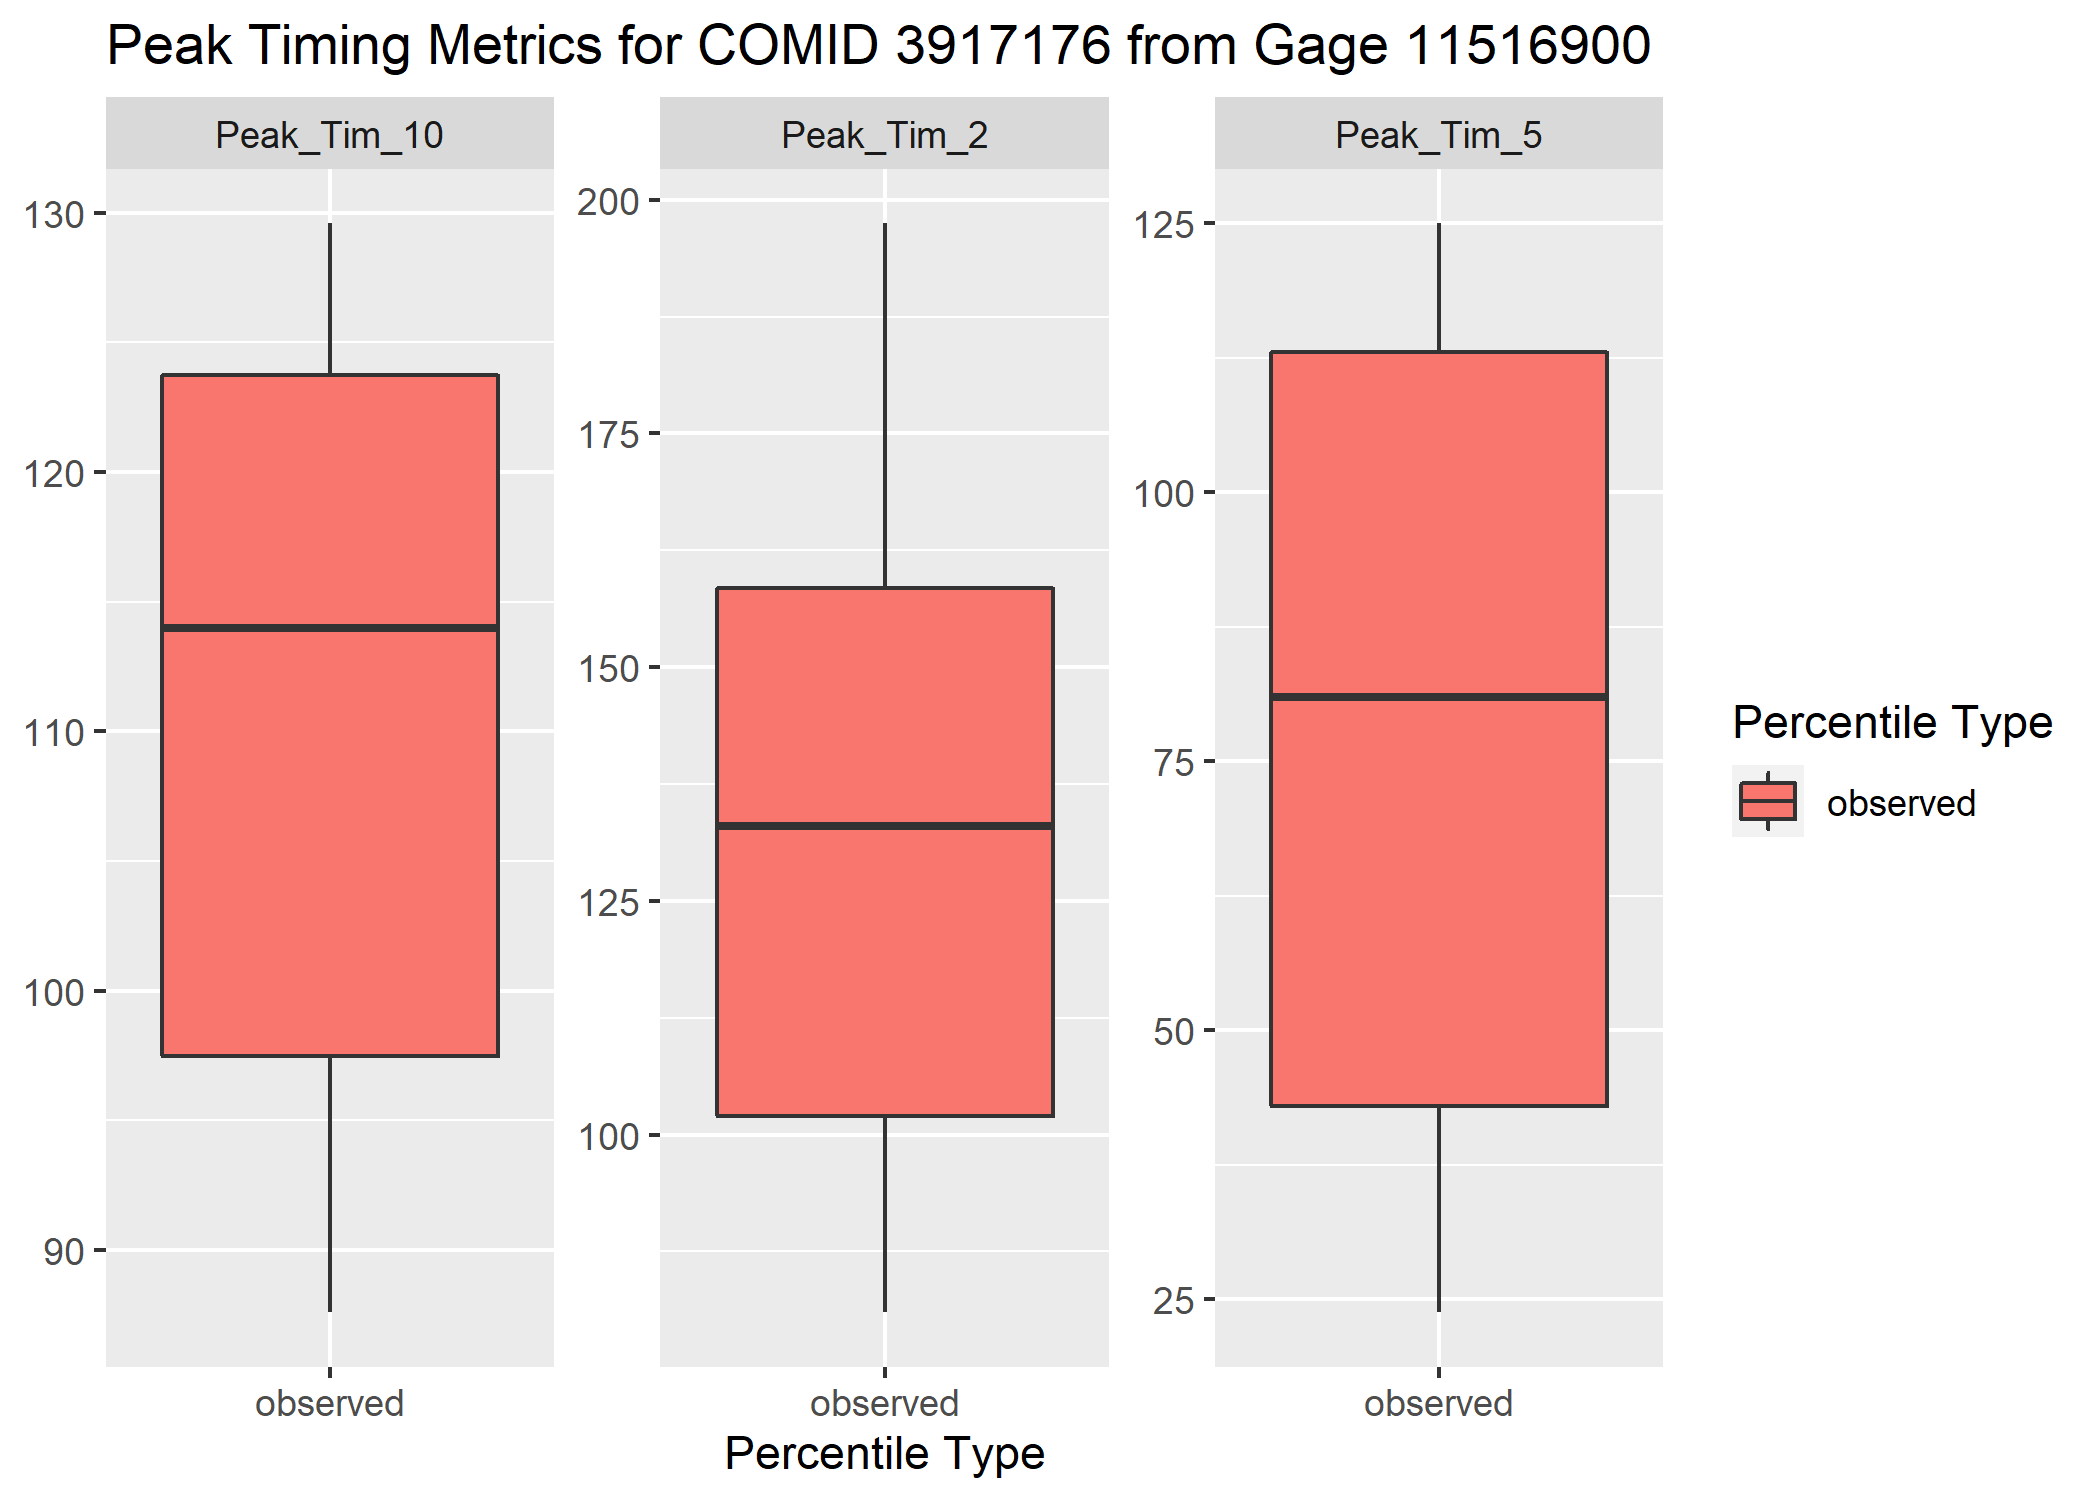 Peak Timing Metrics for COMID 3917176 from Gage 11516900
Peak_Tim_10
Peak_Tim_2
Peak_Tim_5
130
120
110
100
90
200
175
150
125
100
125
100
75
50
25
observed
observed
observed
Percentile Type
Percentile Type
observed